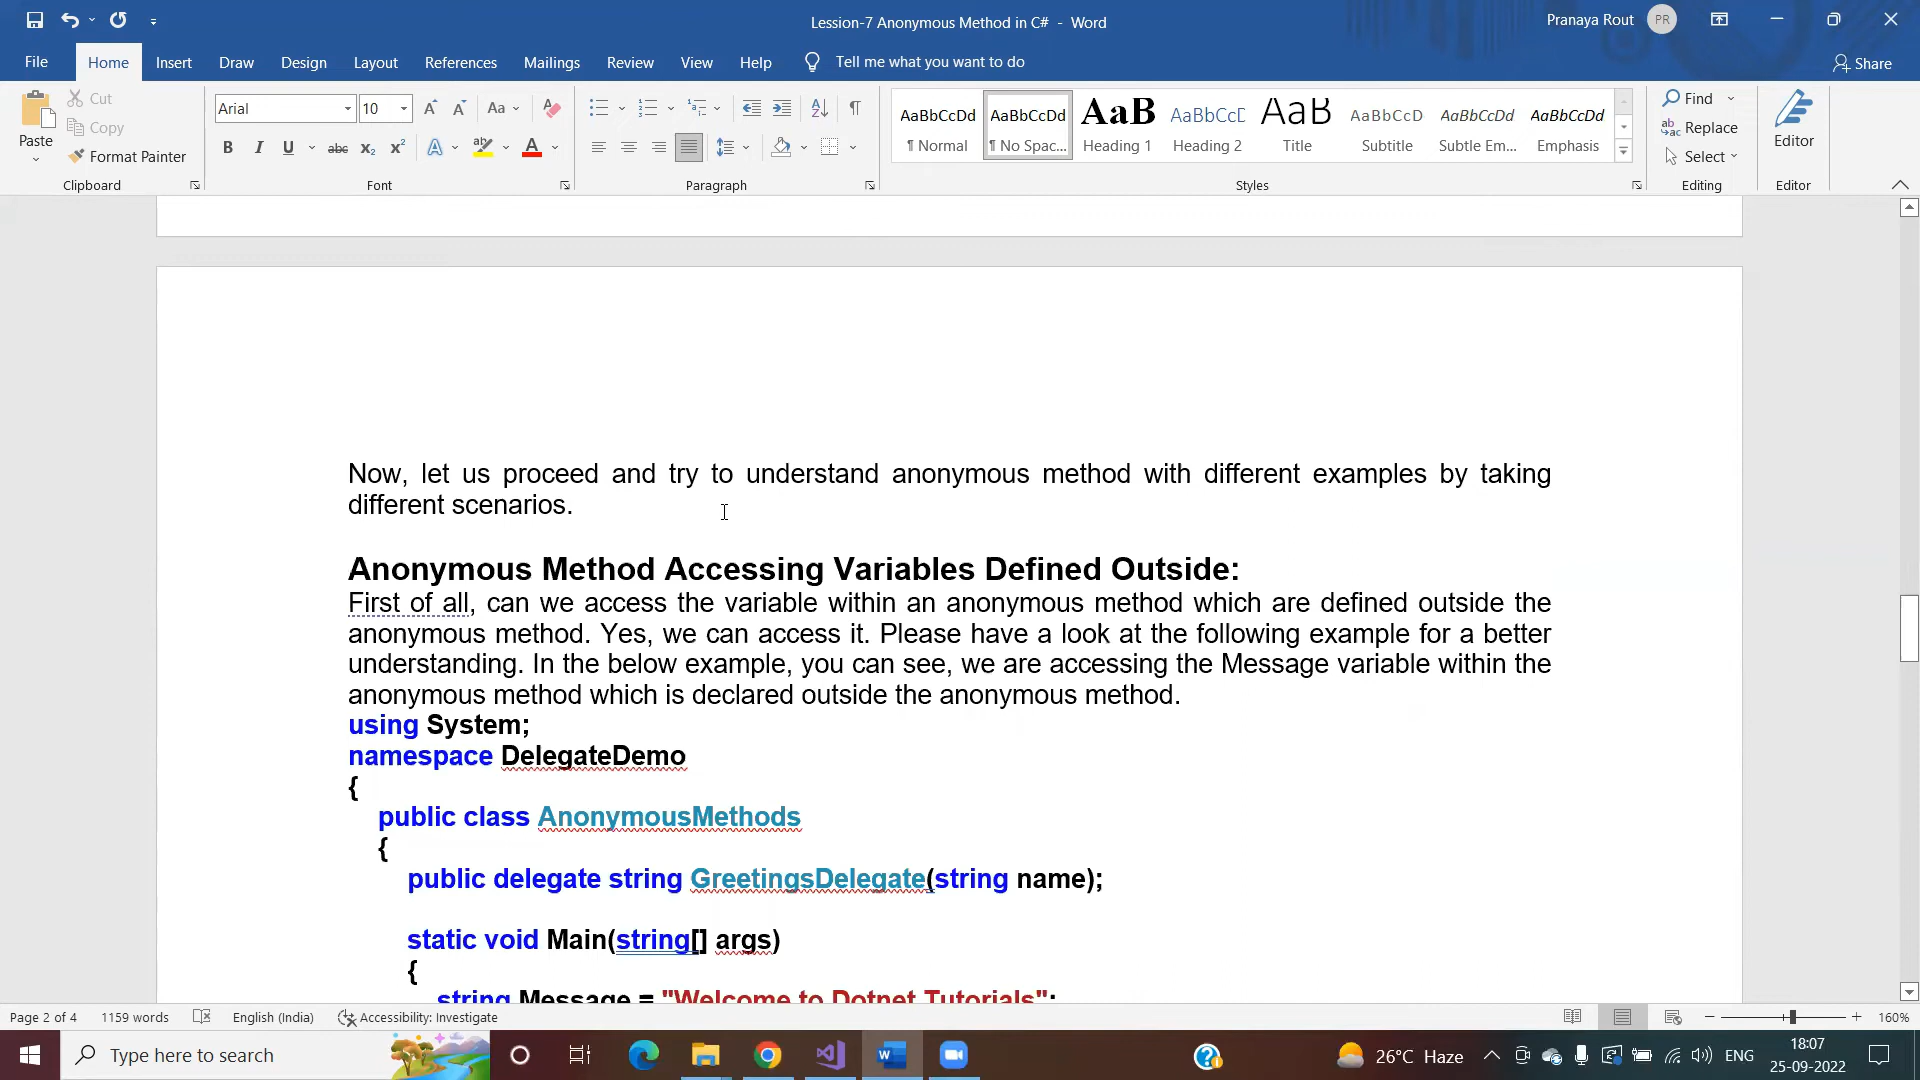 Lession-7 Anonymous Method in C# - Word
Pranaya Rout PR
File Home Insert Draw Design Layout References Mailings Review View Help Tell me what you want to do Share
Paste Cut Copy Format Painter
Arial 10
AaBbCcDd ¶ Normal
AaBbCcDd ¶ No Spac...
AaB Heading 1
AaBbCcD Heading 2
AaB Title
AaBbCcD Subtitle
AaBbCcDd Subtle Em...
AaBbCcDd Emphasis
Find Replace Select
Editor
Clipboard Font Paragraph Styles Editing Editor
Now, let us proceed and try to understand anonymous method with different examples by taking
different scenarios.
Anonymous Method Accessing Variables Defined Outside:
First of all, can we access the variable within an anonymous method which are defined outside the
anonymous method. Yes, we can access it. Please have a look at the following example for a better
understanding. In the below example, you can see, we are accessing the Message variable within the
anonymous method which is declared outside the anonymous method.
using System;
namespace DelegateDemo
{
public class AnonymousMethods
{
public delegate string GreetingsDelegate(string name);
static void Main(string[] args)
{
string Message = "Welcome to Dotnet Tutorials";
Page 2 of 4 1159 words English (India) Accessibility: Investigate 160%
Type here to search
26°C Haze ENG 18:07
25-09-2022